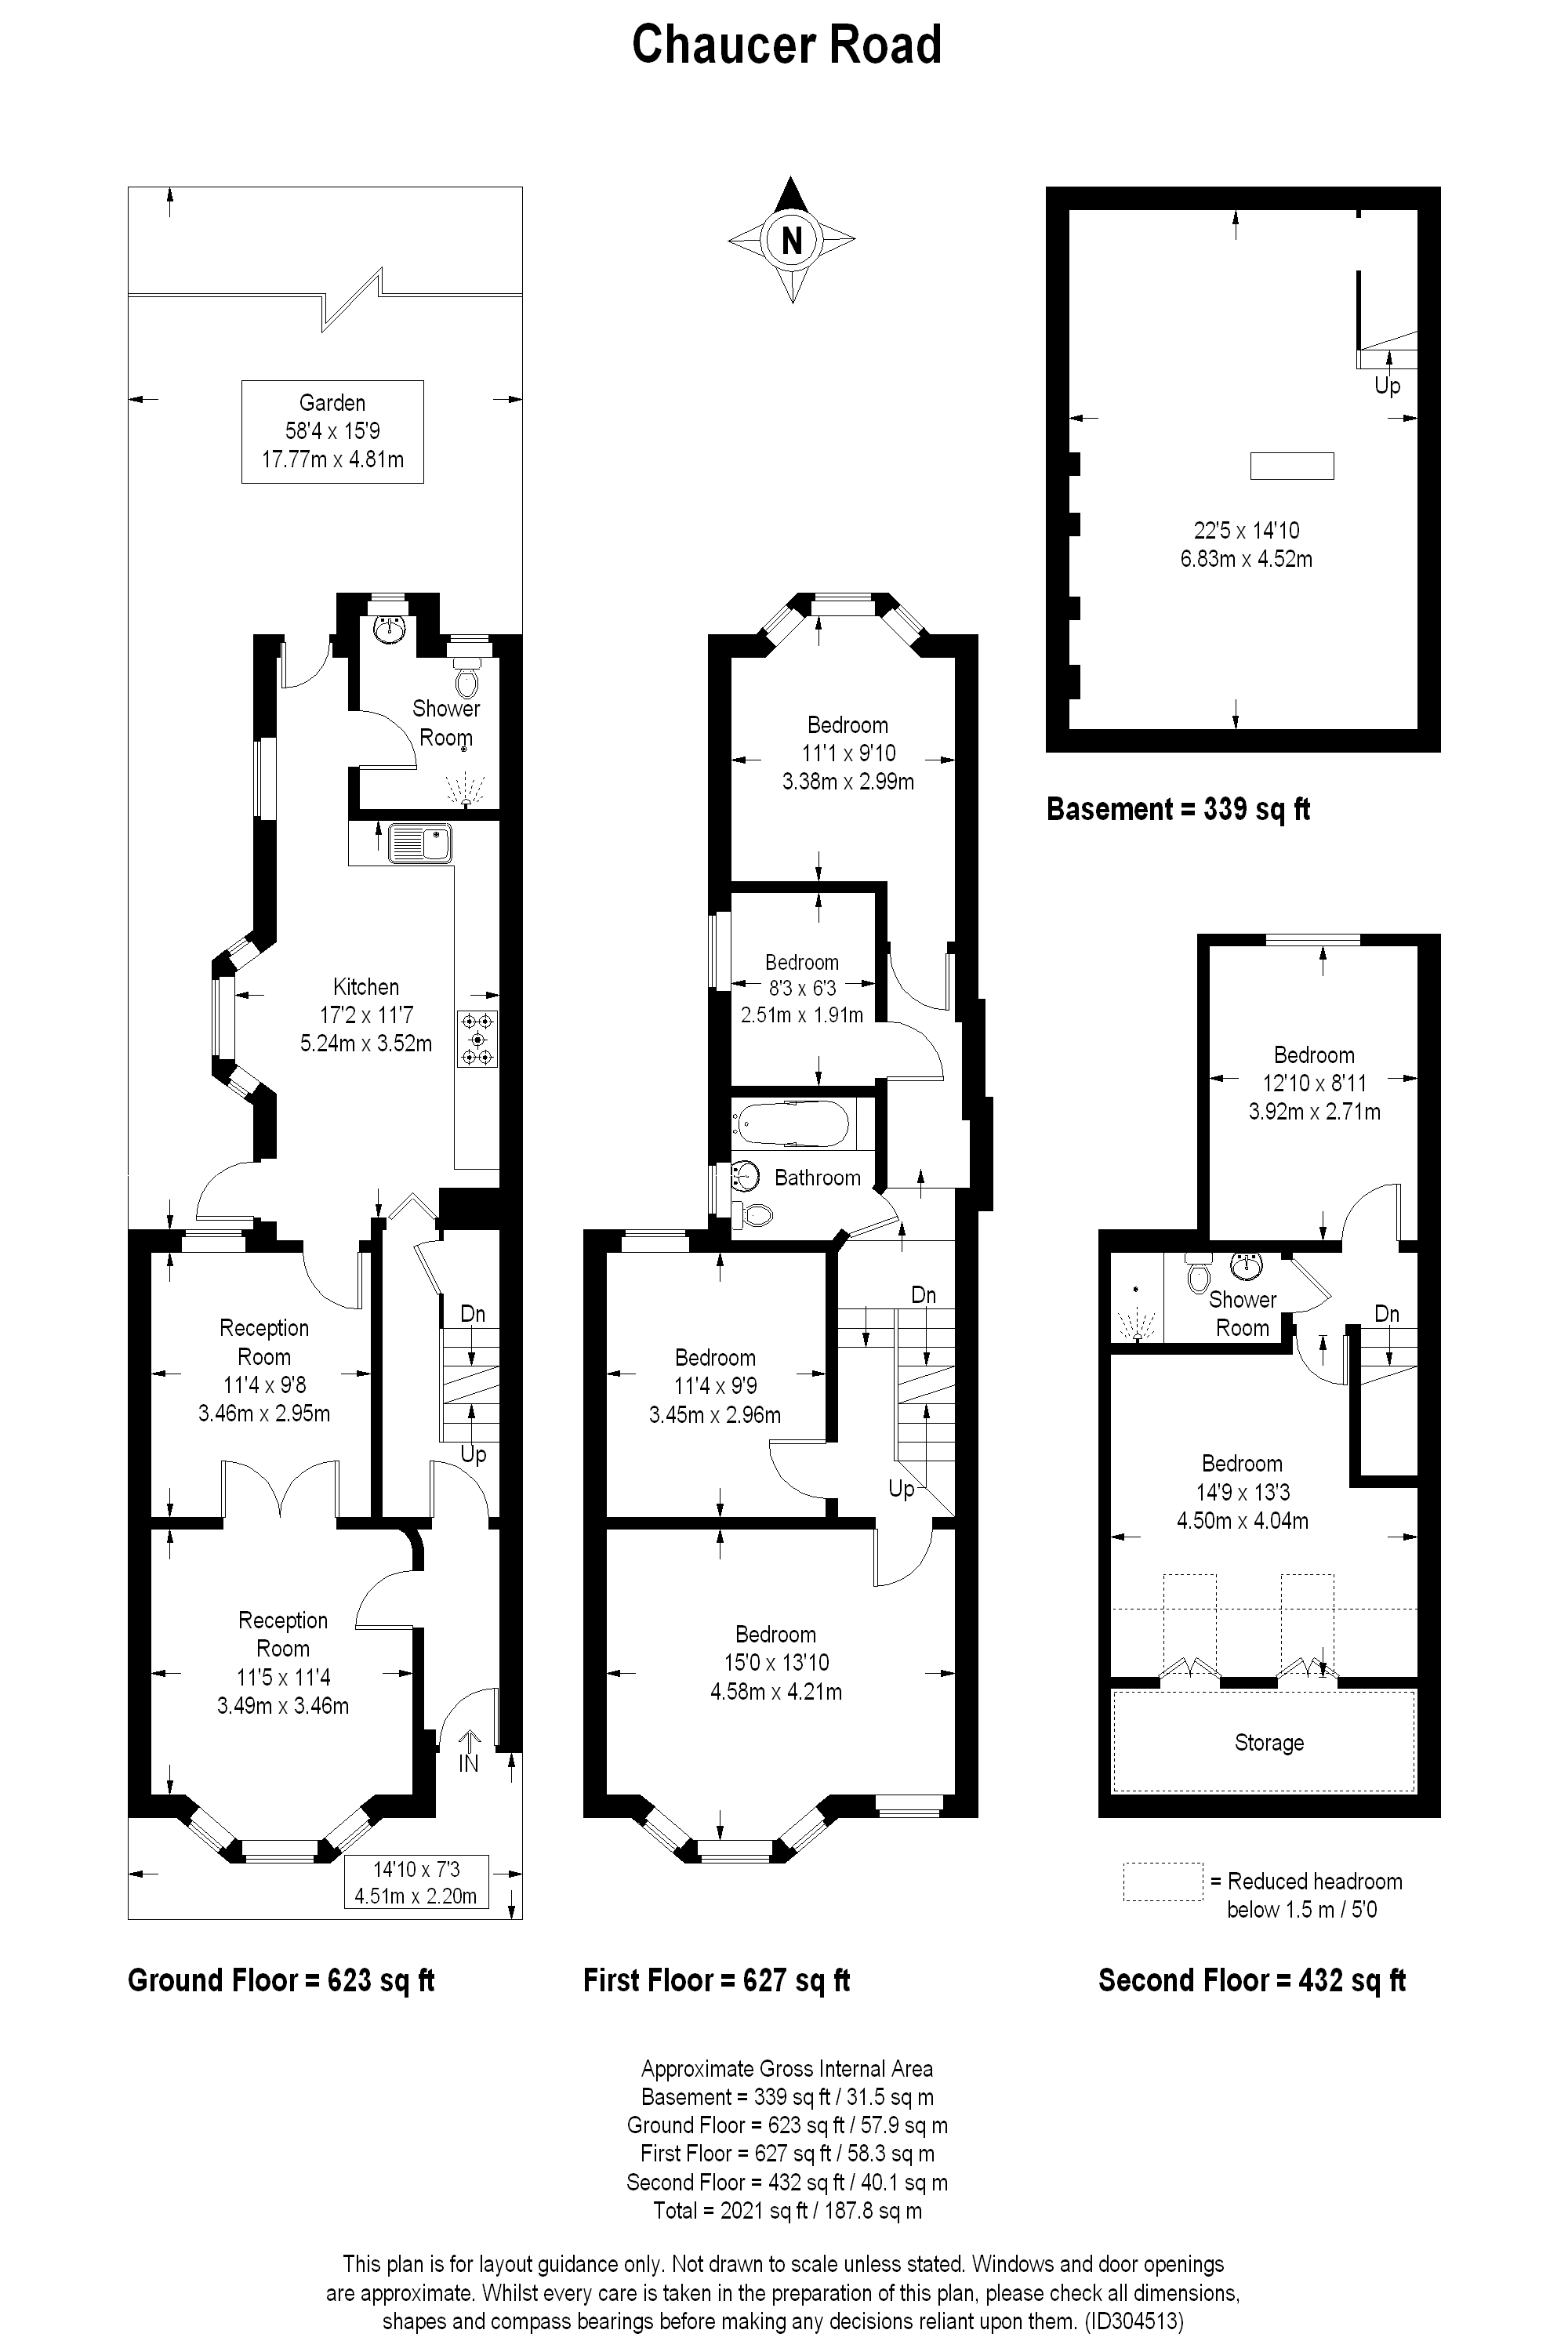 Chaucer Road
N
Garden
58'4 x 15'9
17.77m x 4.81m
Shower
Room
Kitchen
17'2 x 11'7
5.24m x 3.52m
Reception
Room
11'4 x 9'8
3.46m x 2.95m
Dn
Up
Reception
Room
11'5 x 11'4
3.49m x 3.46m
IN
14'10 x 7'3
4.51m x 2.20m
Ground Floor = 623 sq ft
Bedroom
11'1 x 9'10
3.38m x 2.99m
Bedroom
8'3 x 6'3
2.51m x 1.91m
Bathroom
Dn
Bedroom
11'4 x 9'9
3.45m x 2.96m
Up
Bedroom
15'0 x 13'10
4.58m x 4.21m
First Floor = 627 sq ft
Up
22'5 x 14'10
6.83m x 4.52m
Basement = 339 sq ft
Bedroom
12'10 x 8'11
3.92m x 2.71m
Shower
Room
Dn
Bedroom
14'9 x 13'3
4.50m x 4.04m
Storage
= Reduced headroom
below 1.5 m / 5'0
Second Floor = 432 sq ft
Approximate Gross Internal Area
Basement = 339 sq ft / 31.5 sq m
Ground Floor = 623 sq ft / 57.9 sq m
First Floor = 627 sq ft / 58.3 sq m
Second Floor = 432 sq ft / 40.1 sq m
Total = 2021 sq ft / 187.8 sq m
This plan is for layout guidance only. Not drawn to scale unless stated. Windows and door openings
are approximate. Whilst every care is taken in the preparation of this plan, please check all dimensions,
shapes and compass bearings before making any decisions reliant upon them. (ID304513)